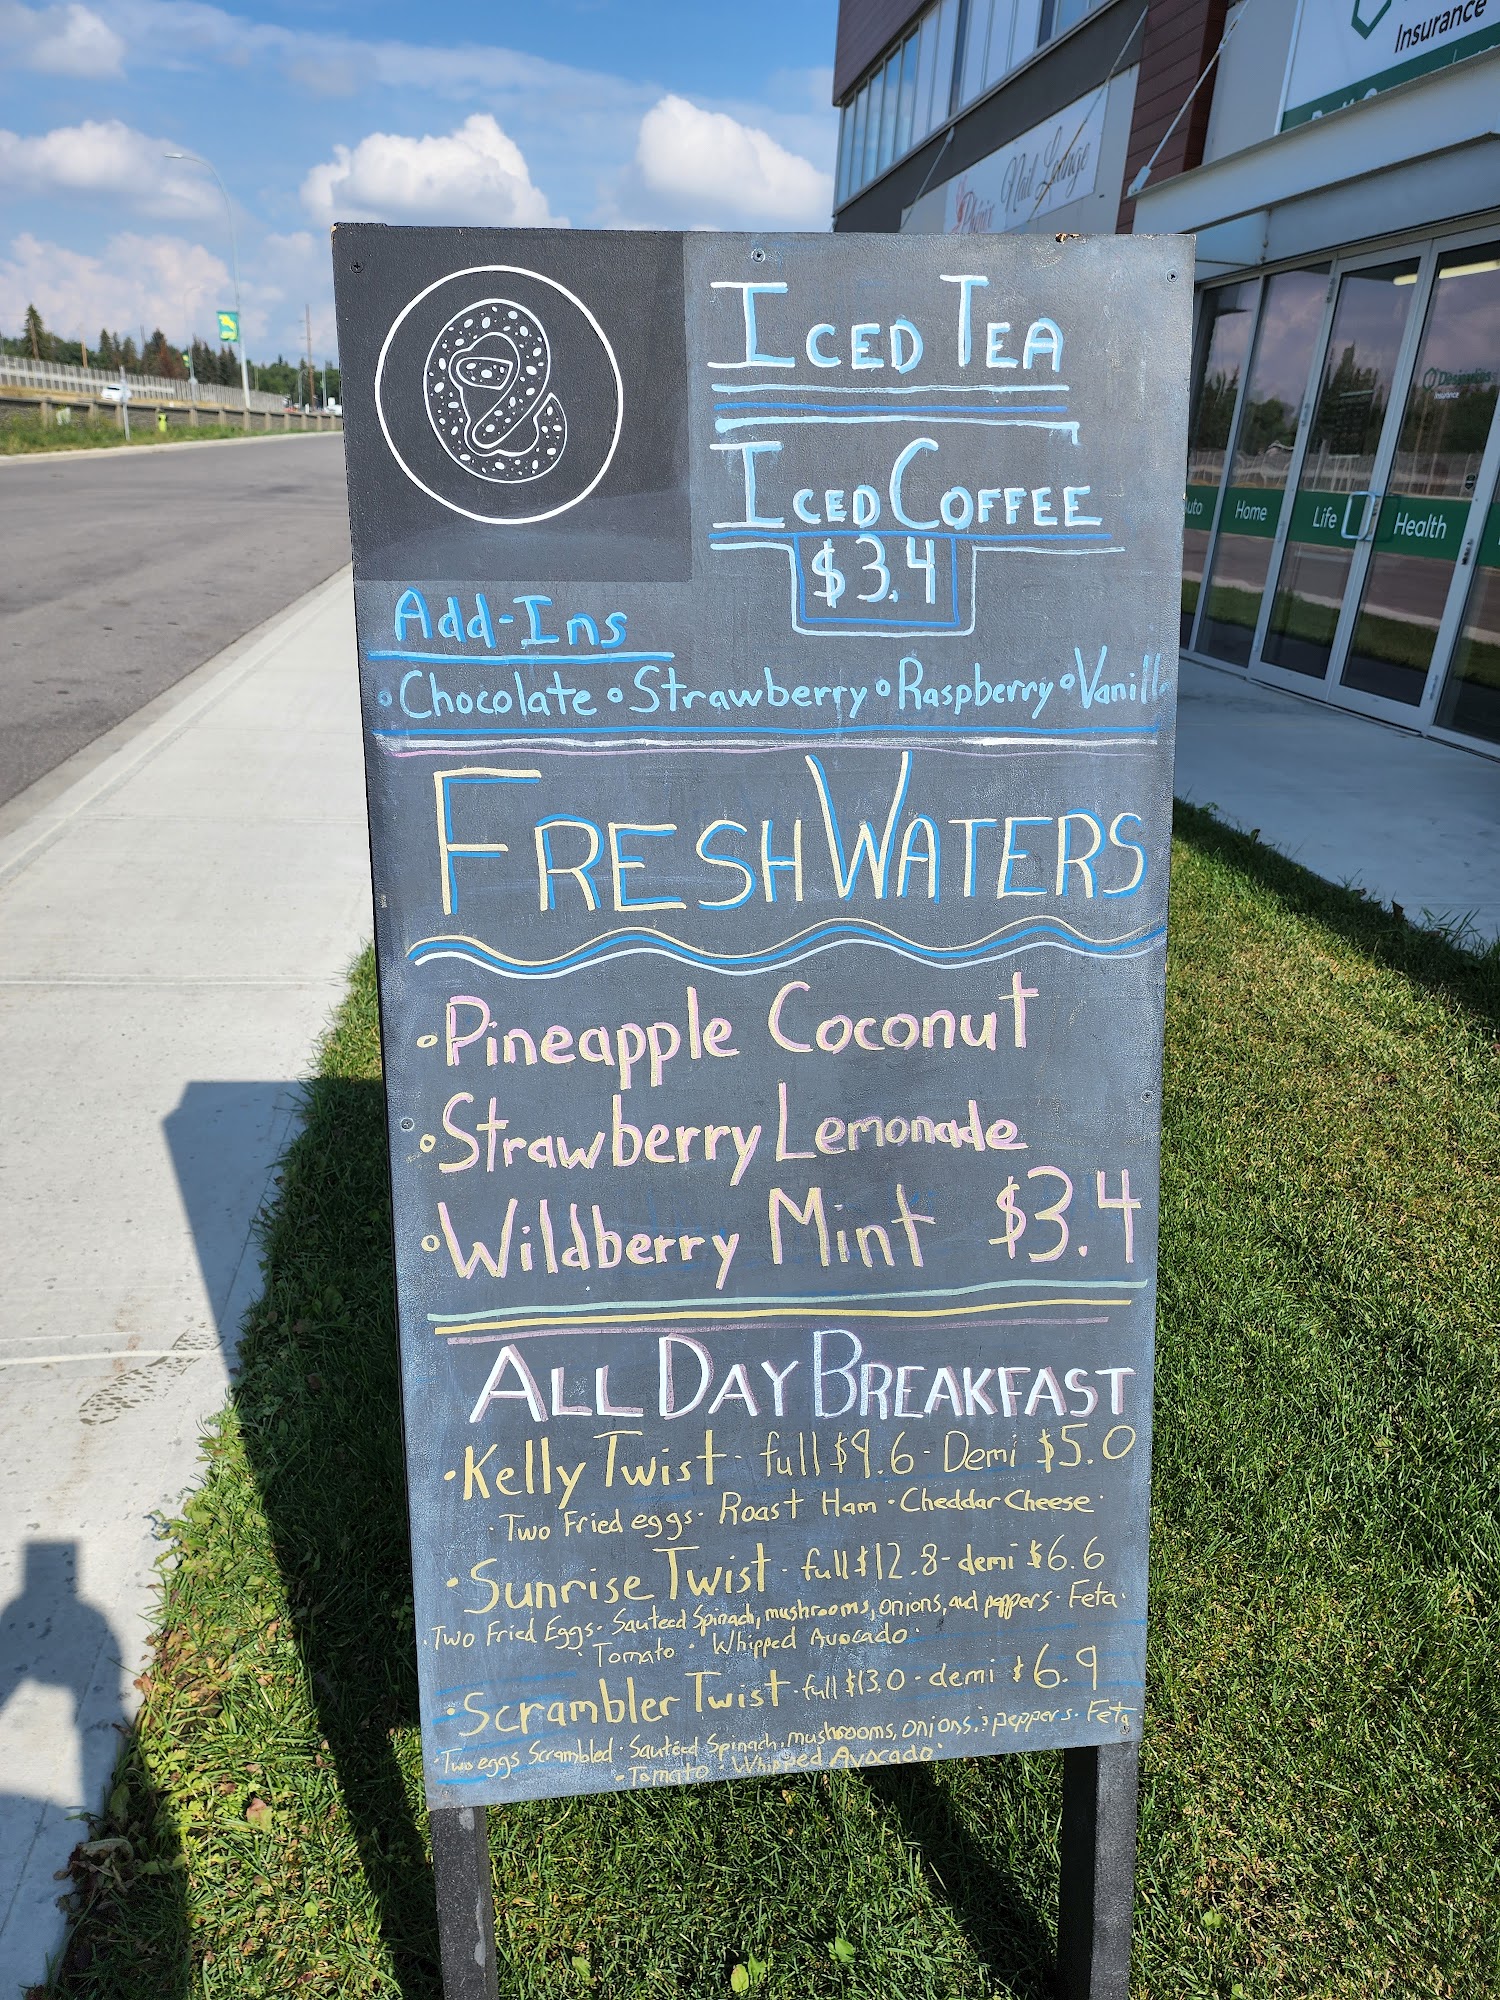 Insurance
Nail Lounge
Desjardins
Insurance
Home
Life
Health
ICED TEA
ICED COFFEE
$3.4
Add-Ins
Chocolate Strawberry Raspberry Vanill
FRESH WATERS
Pineapple Coconut
Strawberry Lemonade
Wildberry Mint $3.4
ALL DAY BREAKFAST
·Kelly Twist · full $9.6 - Demi $5.0
·Two Fried eggs· Roast Ham · Cheddar Cheese·
·Sunrise Twist · full $12.8 - demi $6.6
·Two Fried Eggs· Sauteed Spinach, mushrooms, onions, and peppers · Feta·
·Tomato · Whipped Avocado·
·Scrambler Twist · full $13.0 - demi $6.9
·Two eggs Scrambled · Sautéed Spinach, mushrooms, onions, & peppers · Feta·
·Tomato · Whipped Avocado·